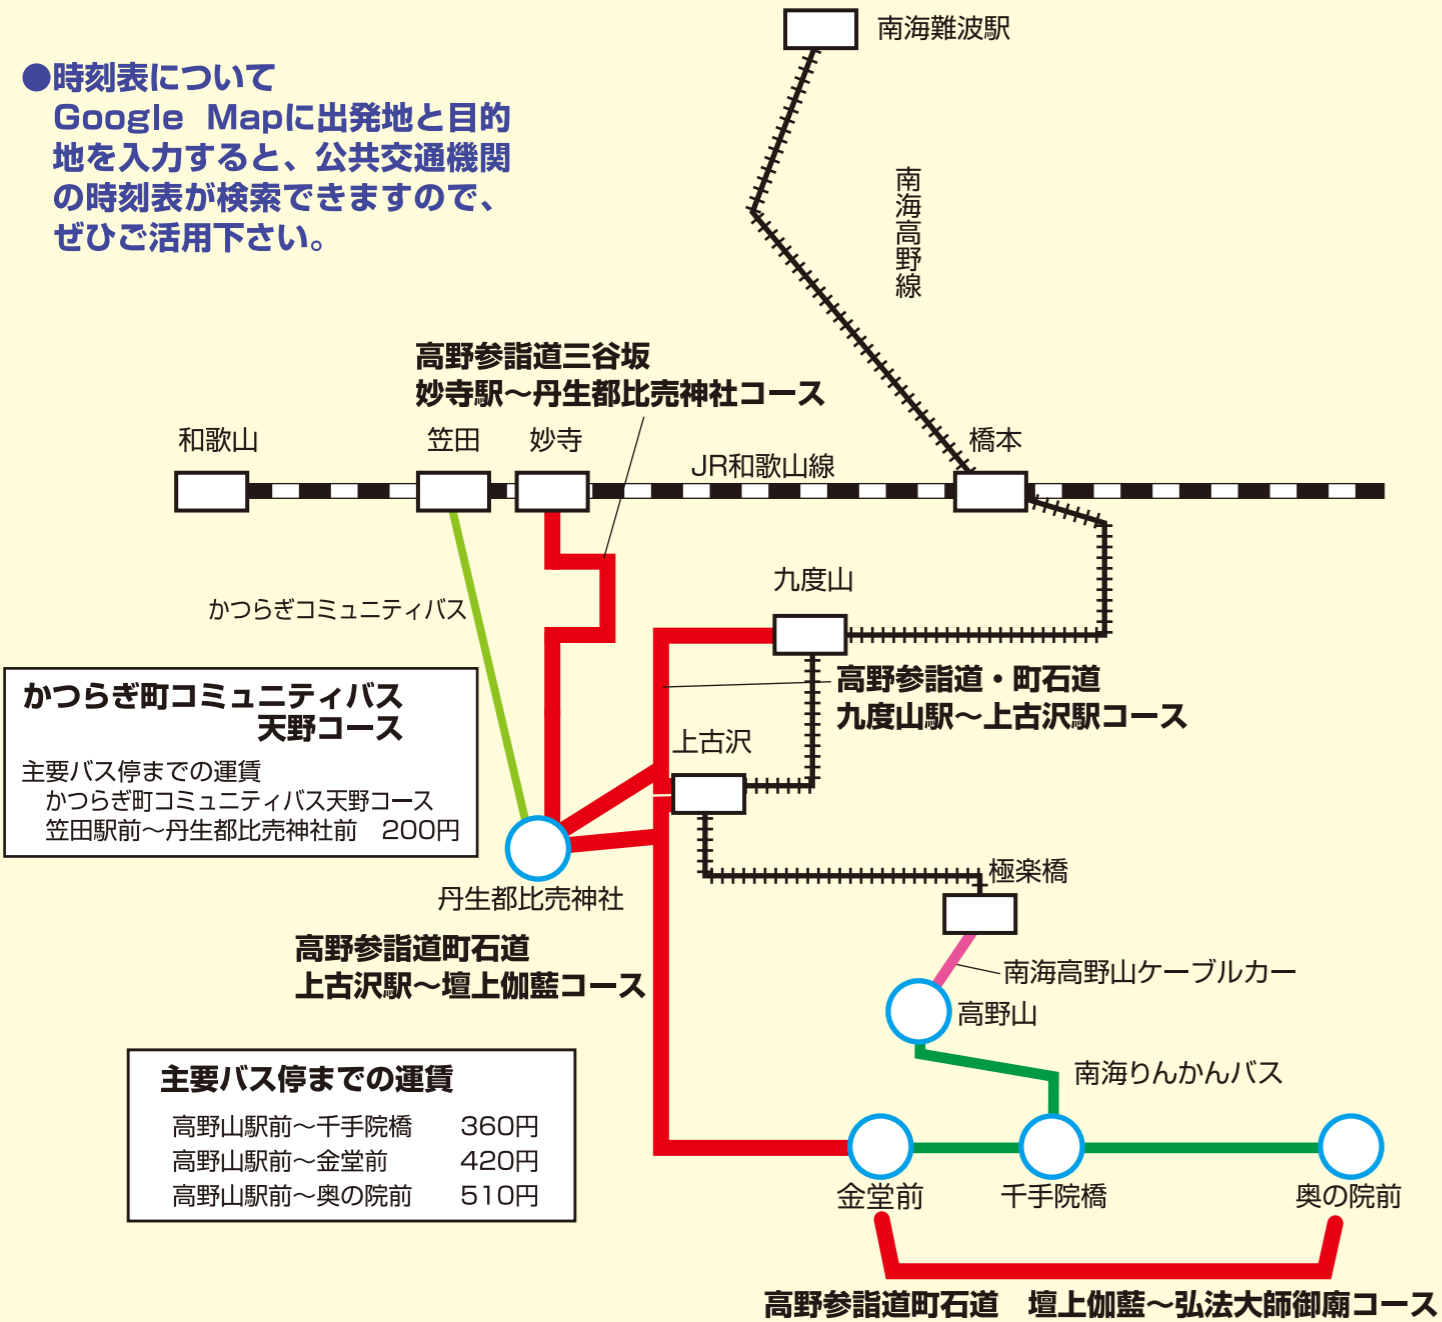 南海難波駅
●時刻表について
Google Mapに出発地と目的
地を入力すると、公共交通機関
の時刻表が検索できますので、
ぜひご活用下さい。
南海高野線
高野参詣道三谷坂
妙寺駅～丹生都比売神社コース
和歌山
笠田
妙寺
JR和歌山線
橋本
かつらぎコミュニティバス
九度山
高野参詣道・町石道
九度山駅～上古沢駅コース
かつらぎ町コミュニティバス
天野コース
主要バス停までの運賃
かつらぎ町コミュニティバス天野コース
笠田駅前～丹生都比売神社前 200円
上古沢
丹生都比売神社
極楽橋
高野参詣道町石道
上古沢駅～壇上伽藍コース
南海高野山ケーブルカー
高野山
南海りんかんバス
主要バス停までの運賃
高野山駅前～千手院橋 360円
高野山駅前～金堂前 420円
高野山駅前～奥の院前 510円
金堂前
千手院橋
奥の院前
高野参詣道町石道 壇上伽藍～弘法大師御廟コース